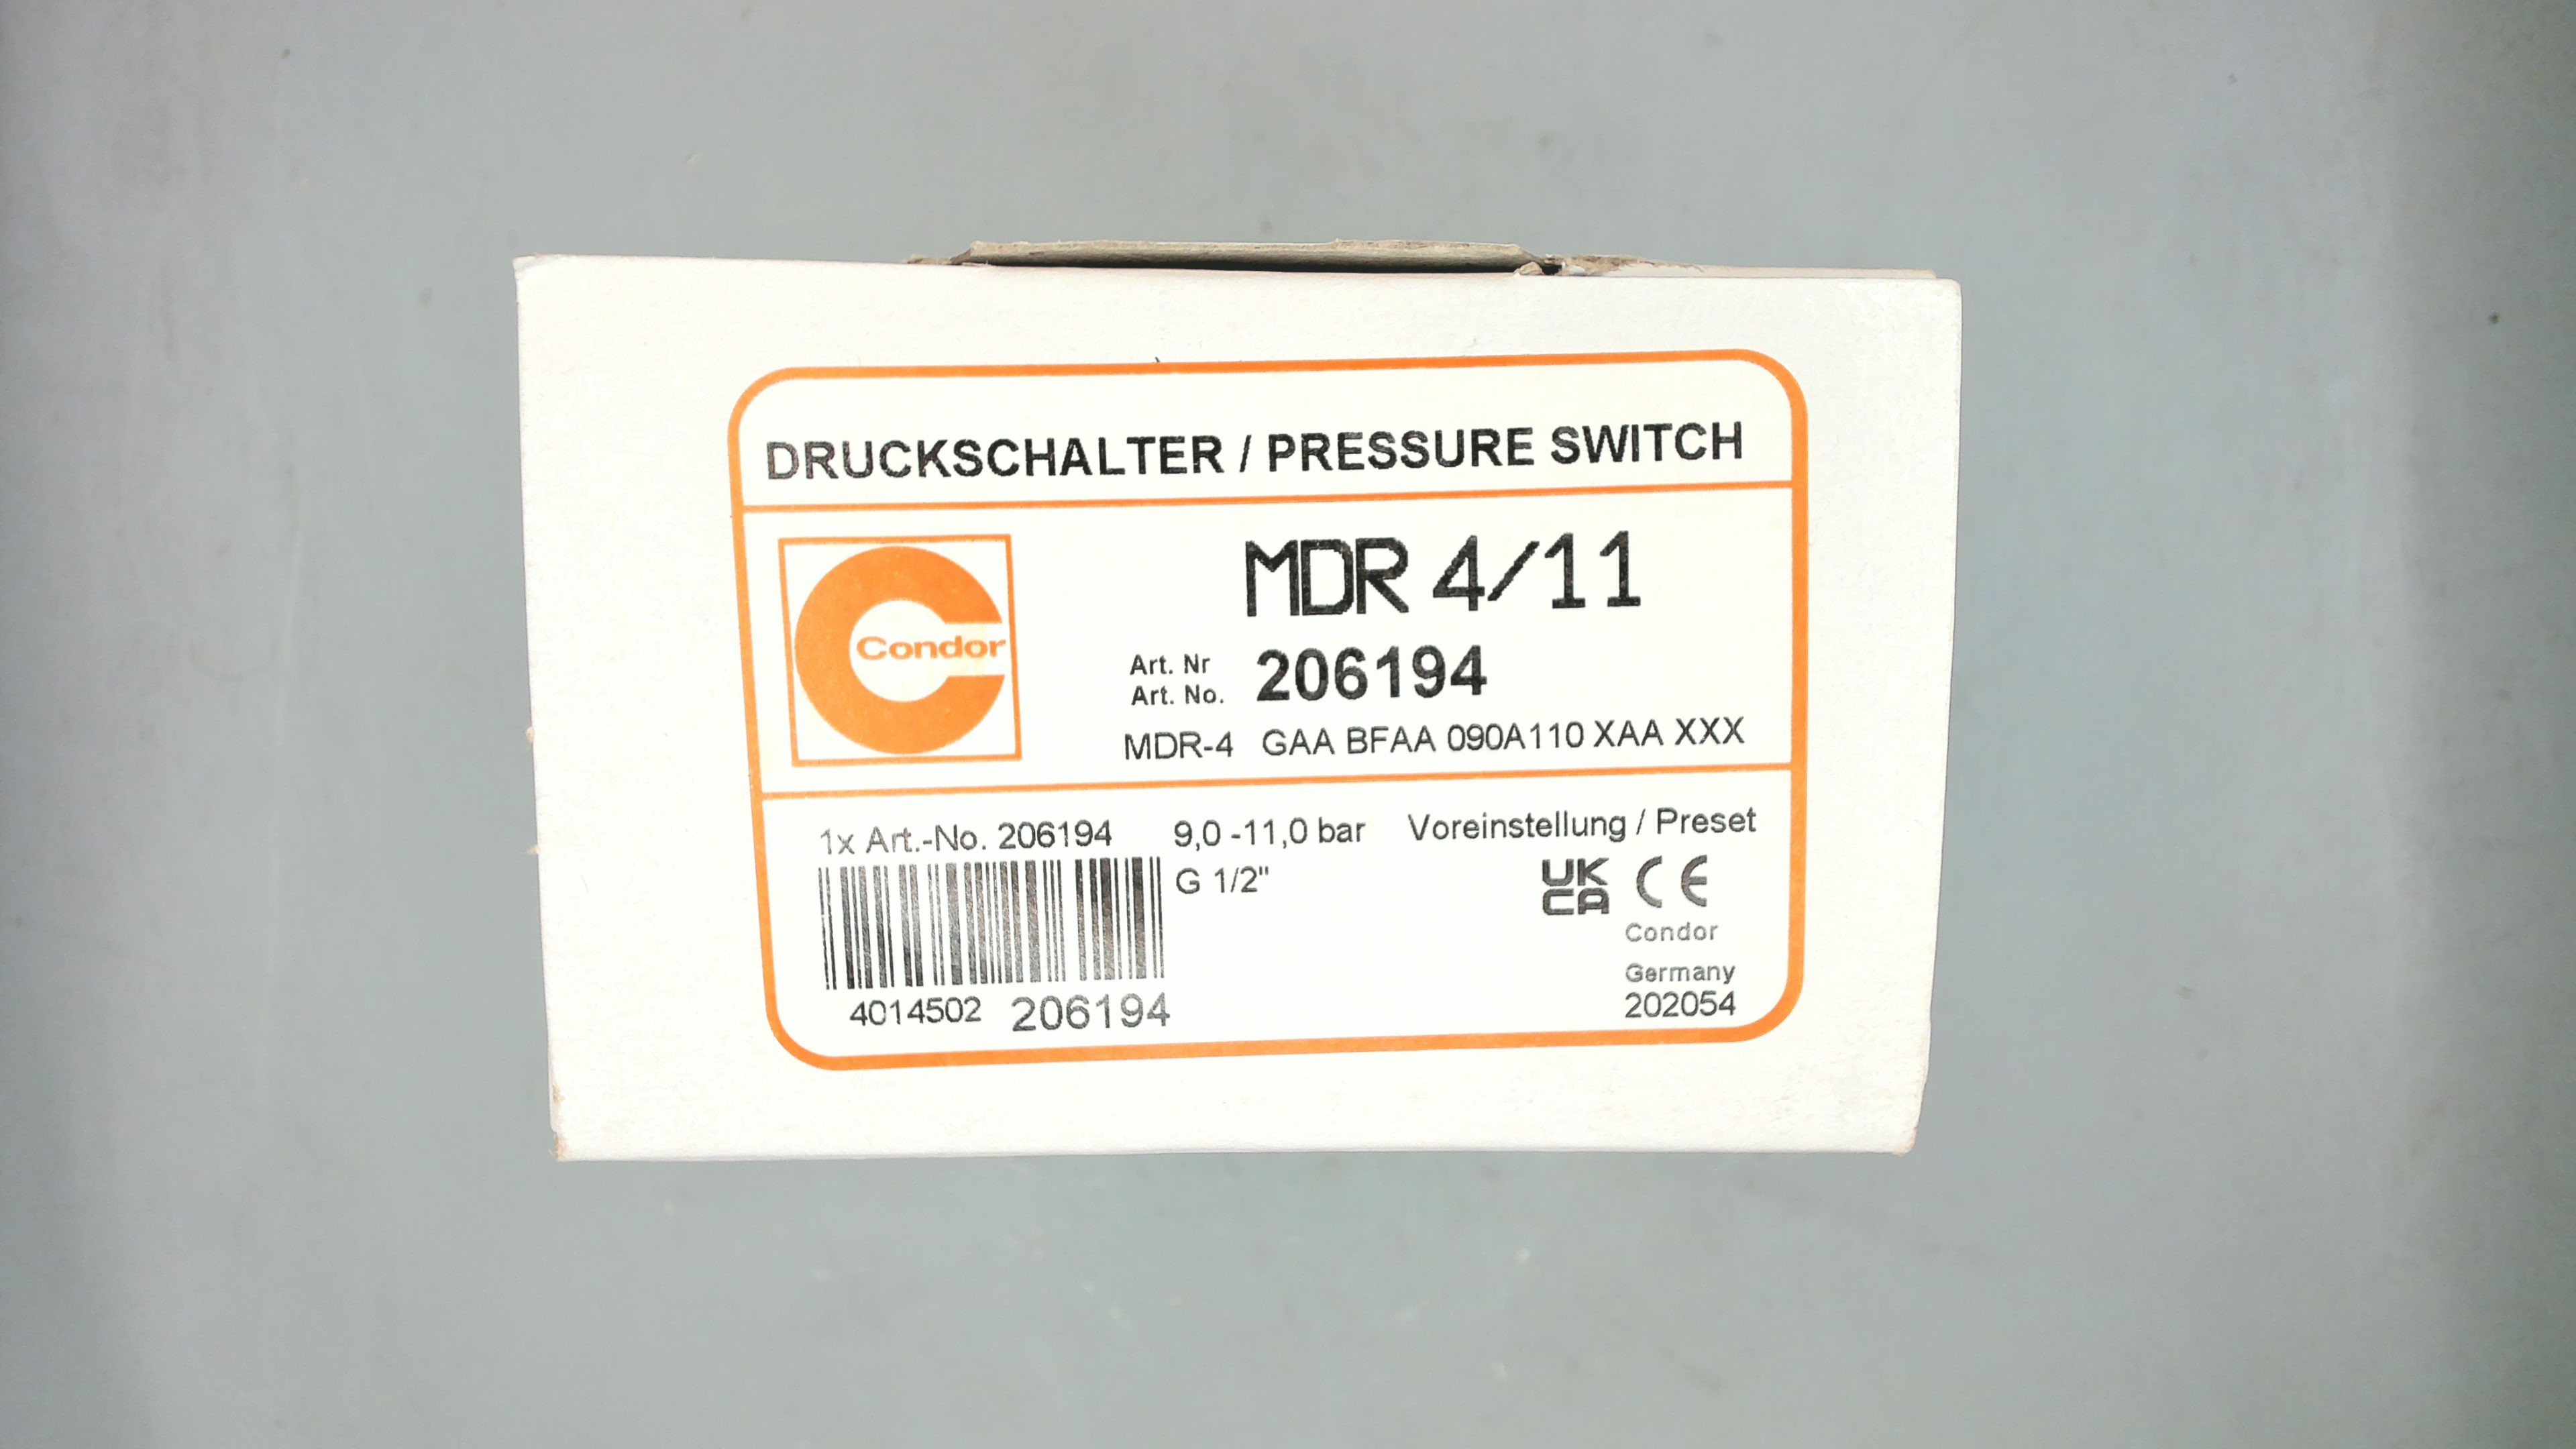 DRUCKSCHALTER / PRESSURE SWITCH
Condor
MDR 4/11
Art. Nr
Art. No. 206194
MDR-4 GAA BFAA 090A110 XAA XXX
1x Art.-No. 206194 9,0 -11,0 bar Voreinstellung / Preset
G 1/2"
UK
CA CE
Condor
Germany
4014502 206194 202054